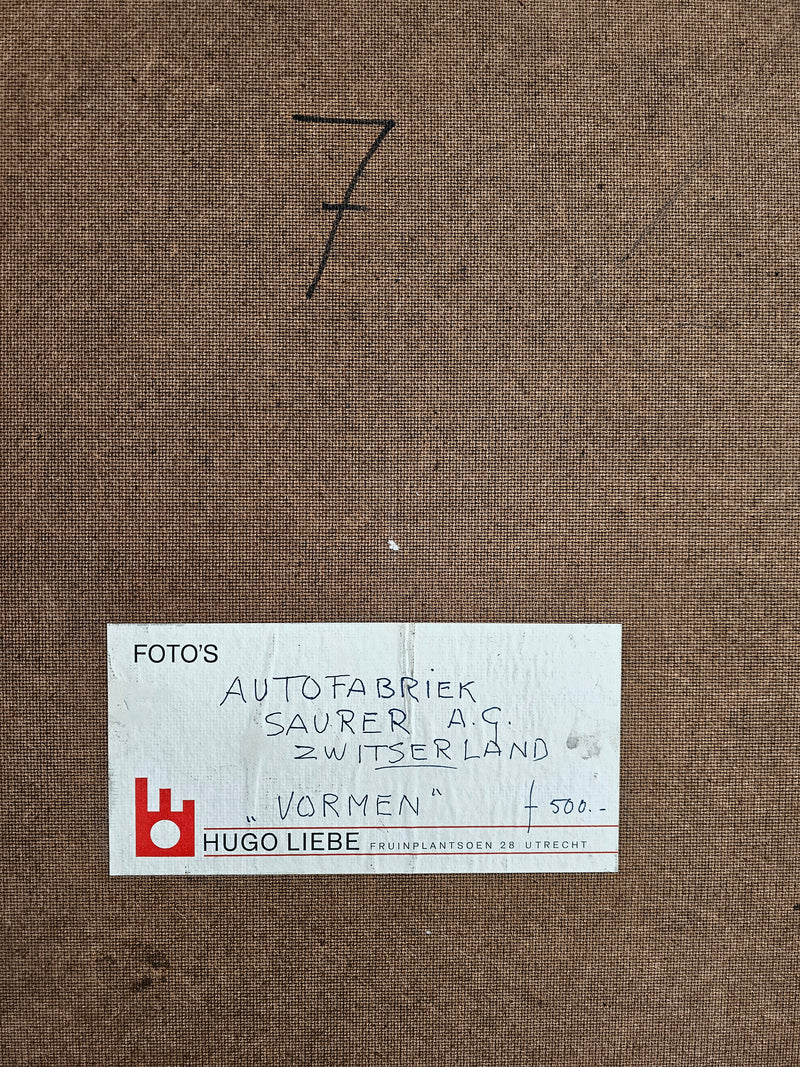 7
FOTO'S
AUTOFABRIEK
SAURER A.G.
ZWITSERLAND
„VORMEN" ƒ 500.-
HUGO LIEBE FRUINPLANTSOEN 28 UTRECHT